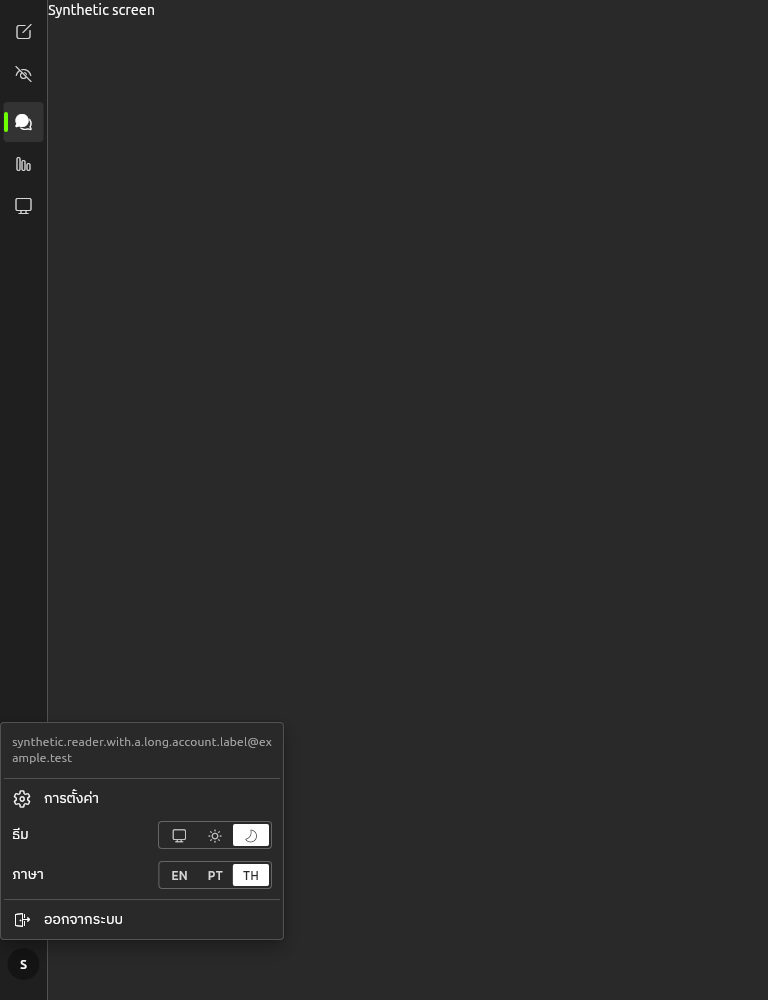 Synthetic screen
synthetic.reader.with.a.long.account.label@ex
ample.test
การตั้งค่า
ธีม
ภาษา
EN PT TH
ออกจากระบบ
S